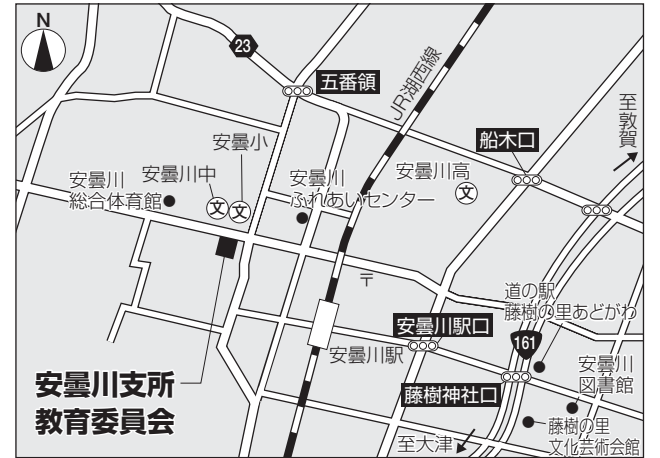 N
23
五番領
JR湖西線
至敦賀
船木口
安曇小
安曇川中
安曇川
総合体育館
文
文
安曇川
ふれあいセンター
安曇川高
文
〒
道の駅
藤樹の里あどがわ
安曇川駅口
161
安曇川駅
安曇川
図書館
藤樹神社口
安曇川支所
教育委員会
至大津
藤樹の里
文化芸術会館